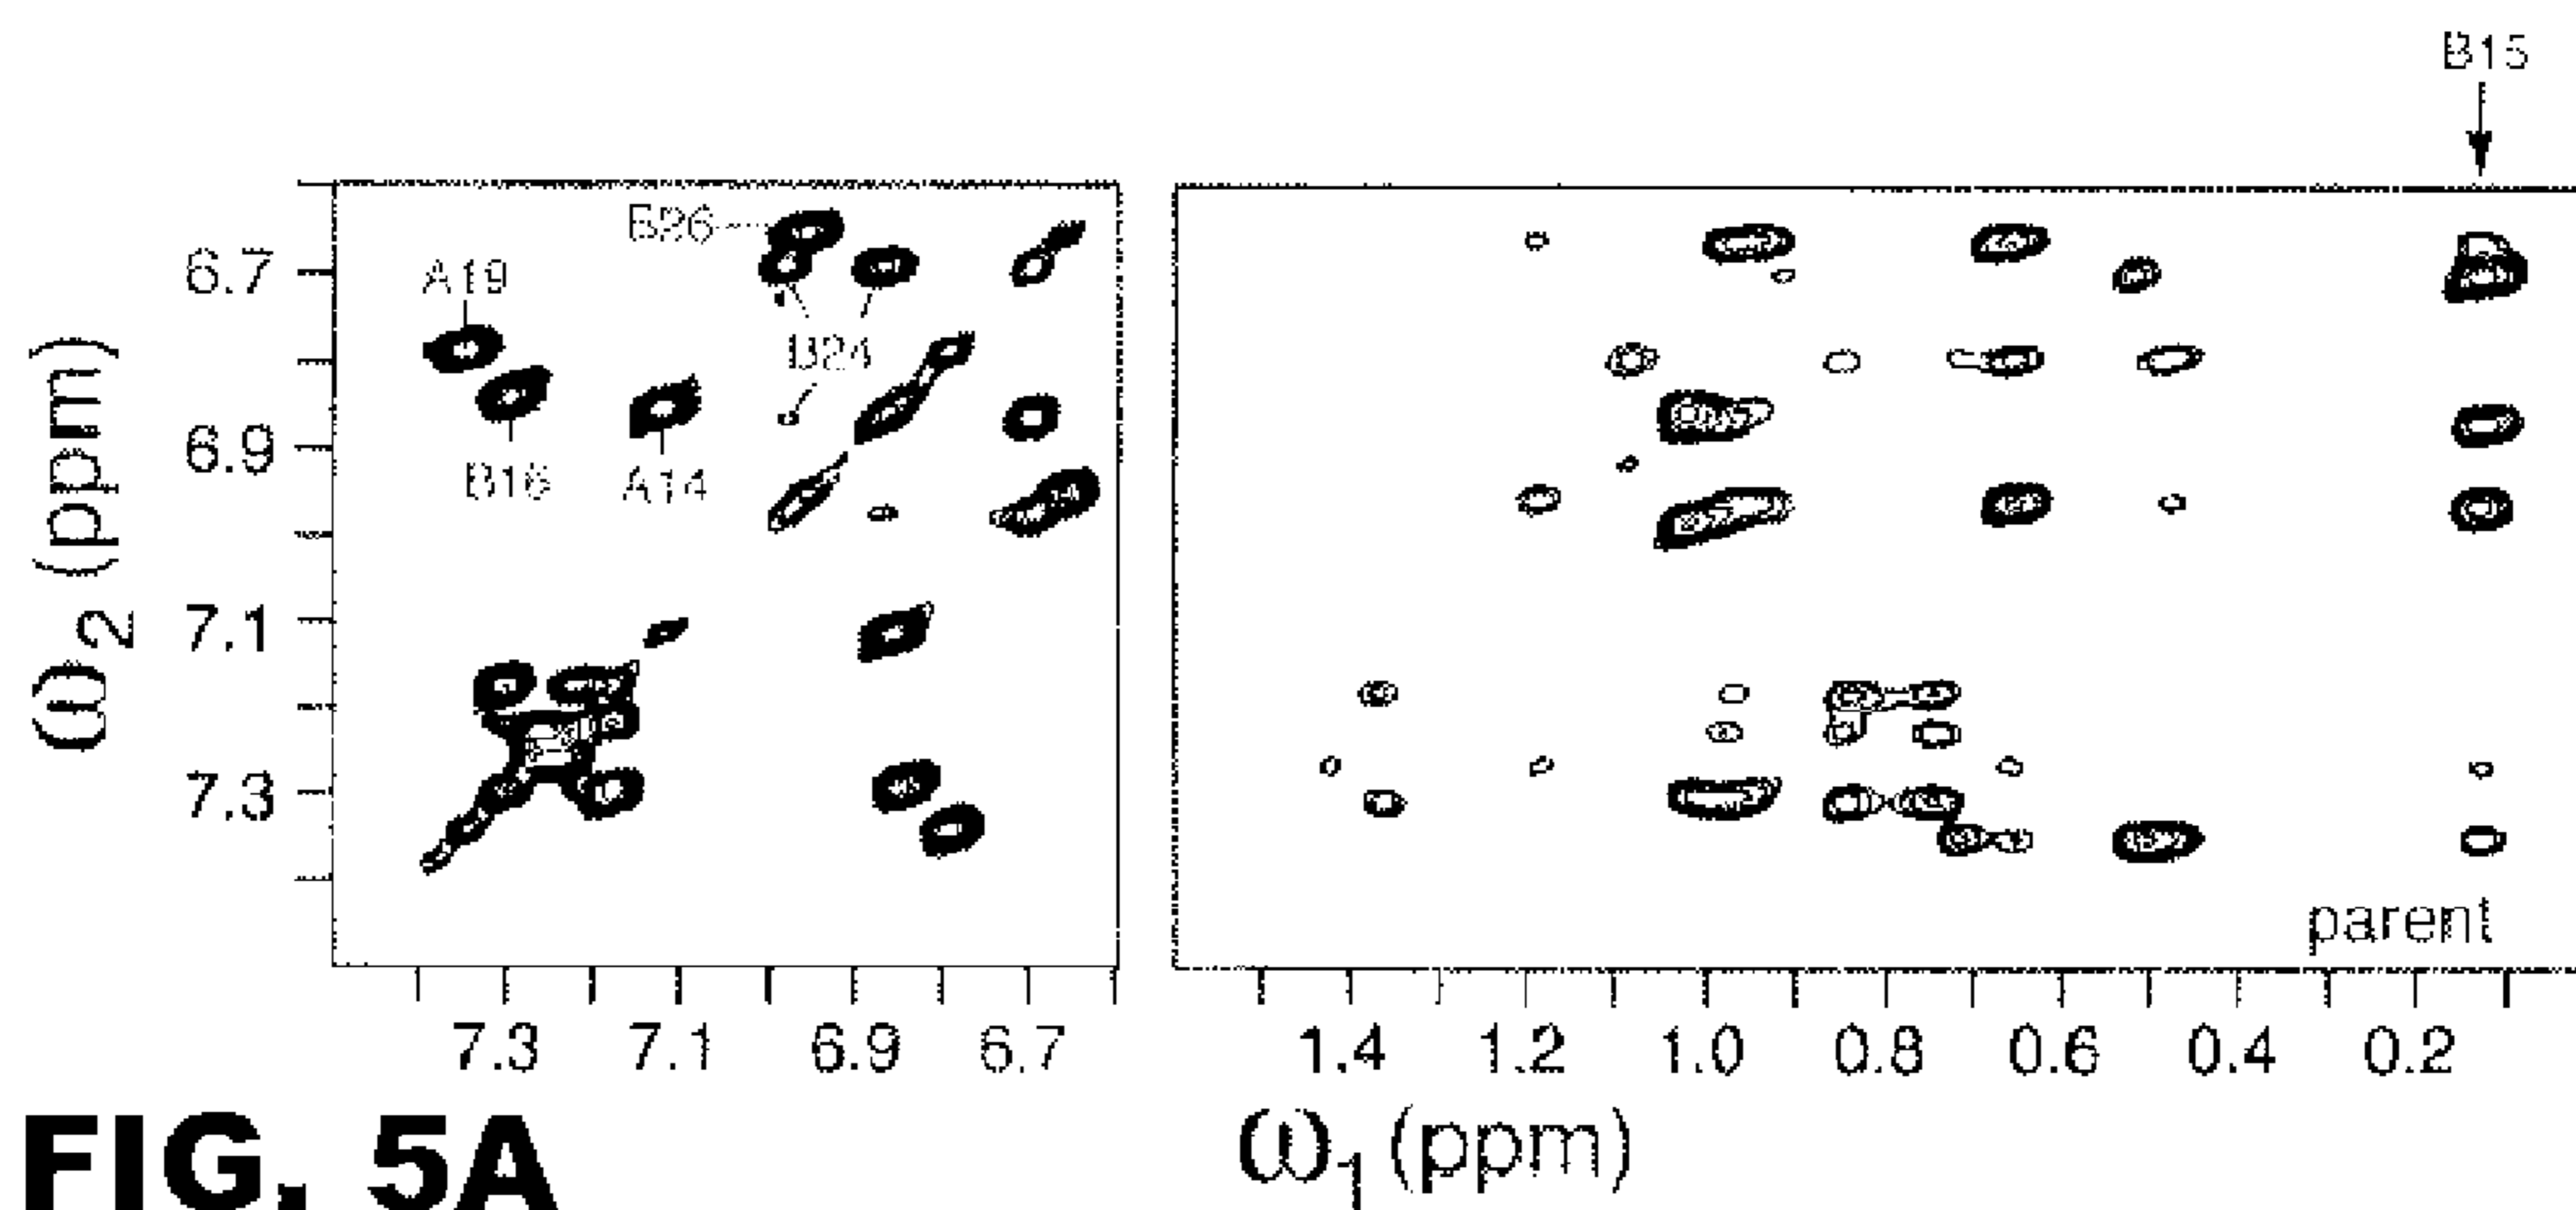 B15
B26
A19
B24
B16
A14
ω2 (ppm)
6.7
6.9
7.1
7.3
parent
7.3 7.1 6.9 6.7
1.4 1.2 1.0 0.8 0.6 0.4 0.2
ω1 (ppm)
FIG. 5A